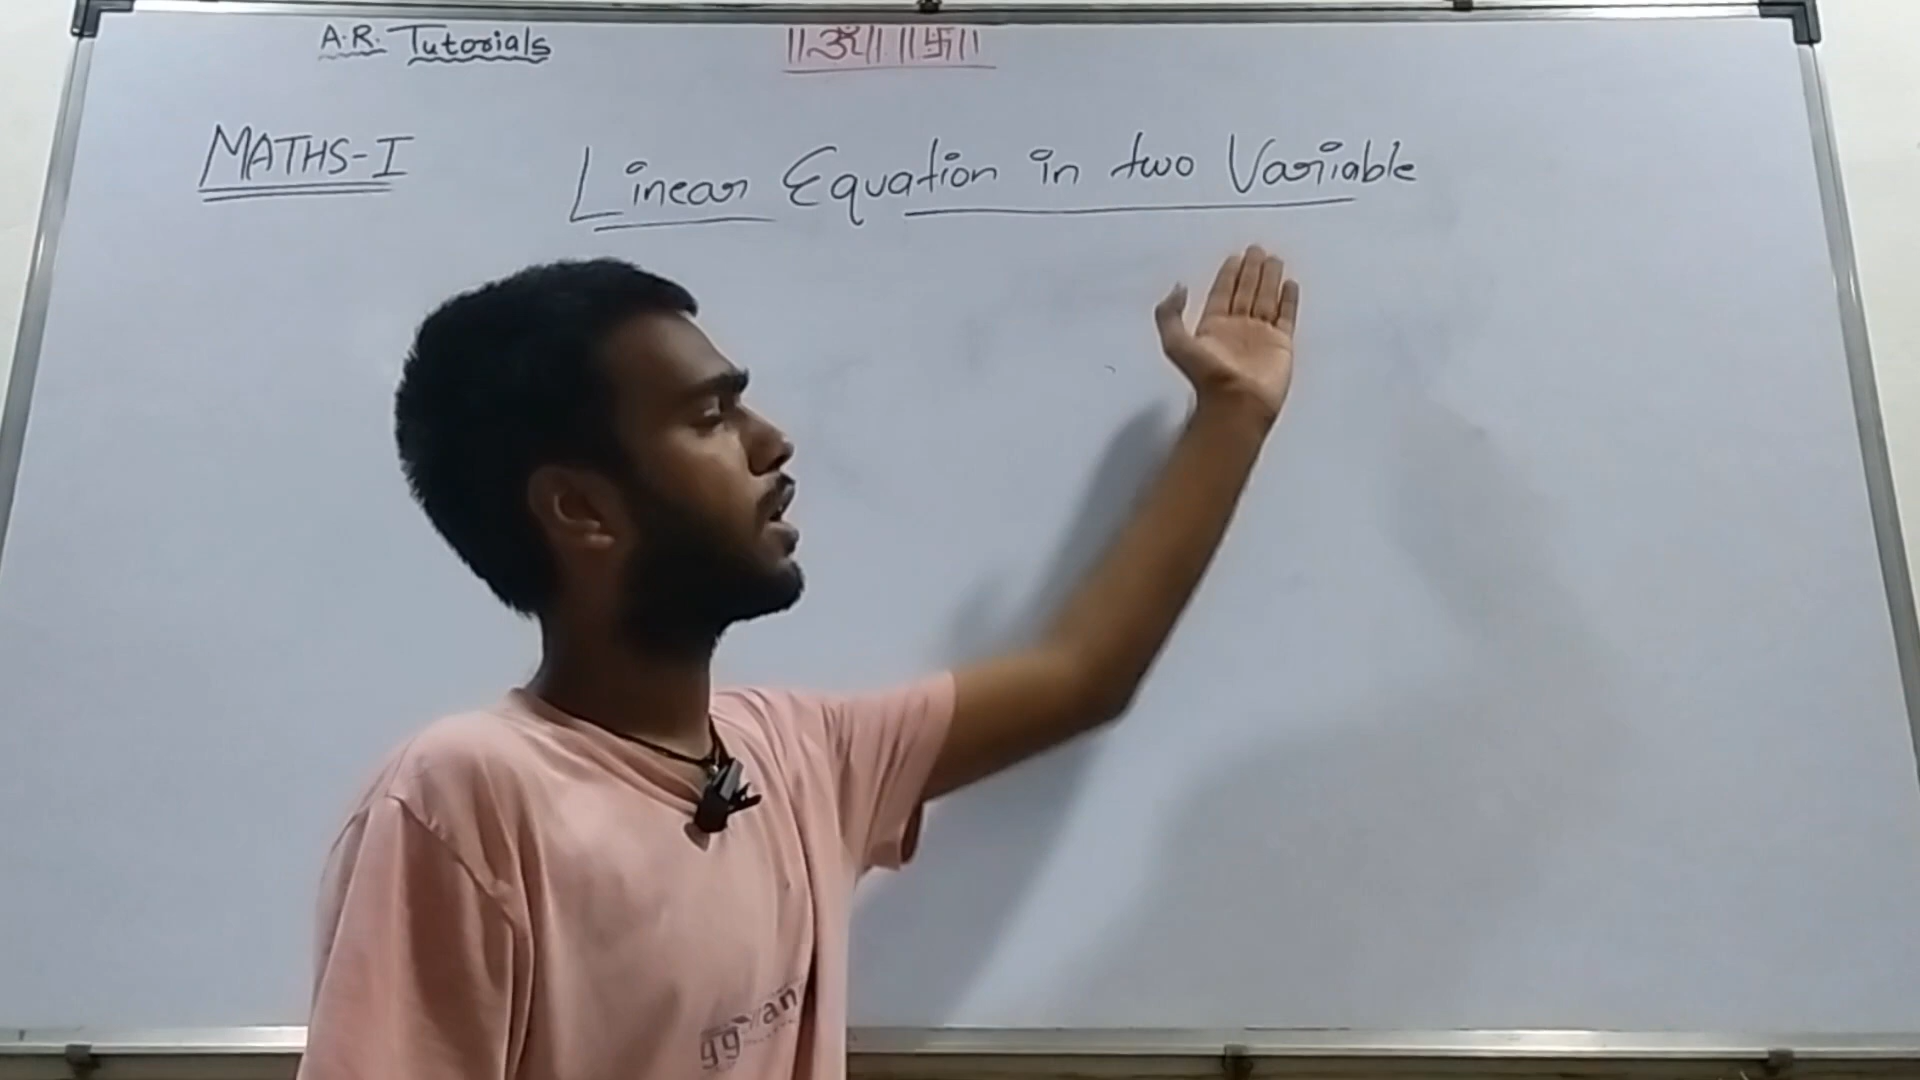 A.R. Tutorials
||ॐ|| ||卐||
MATHS-I
Linear Equation in two Variable